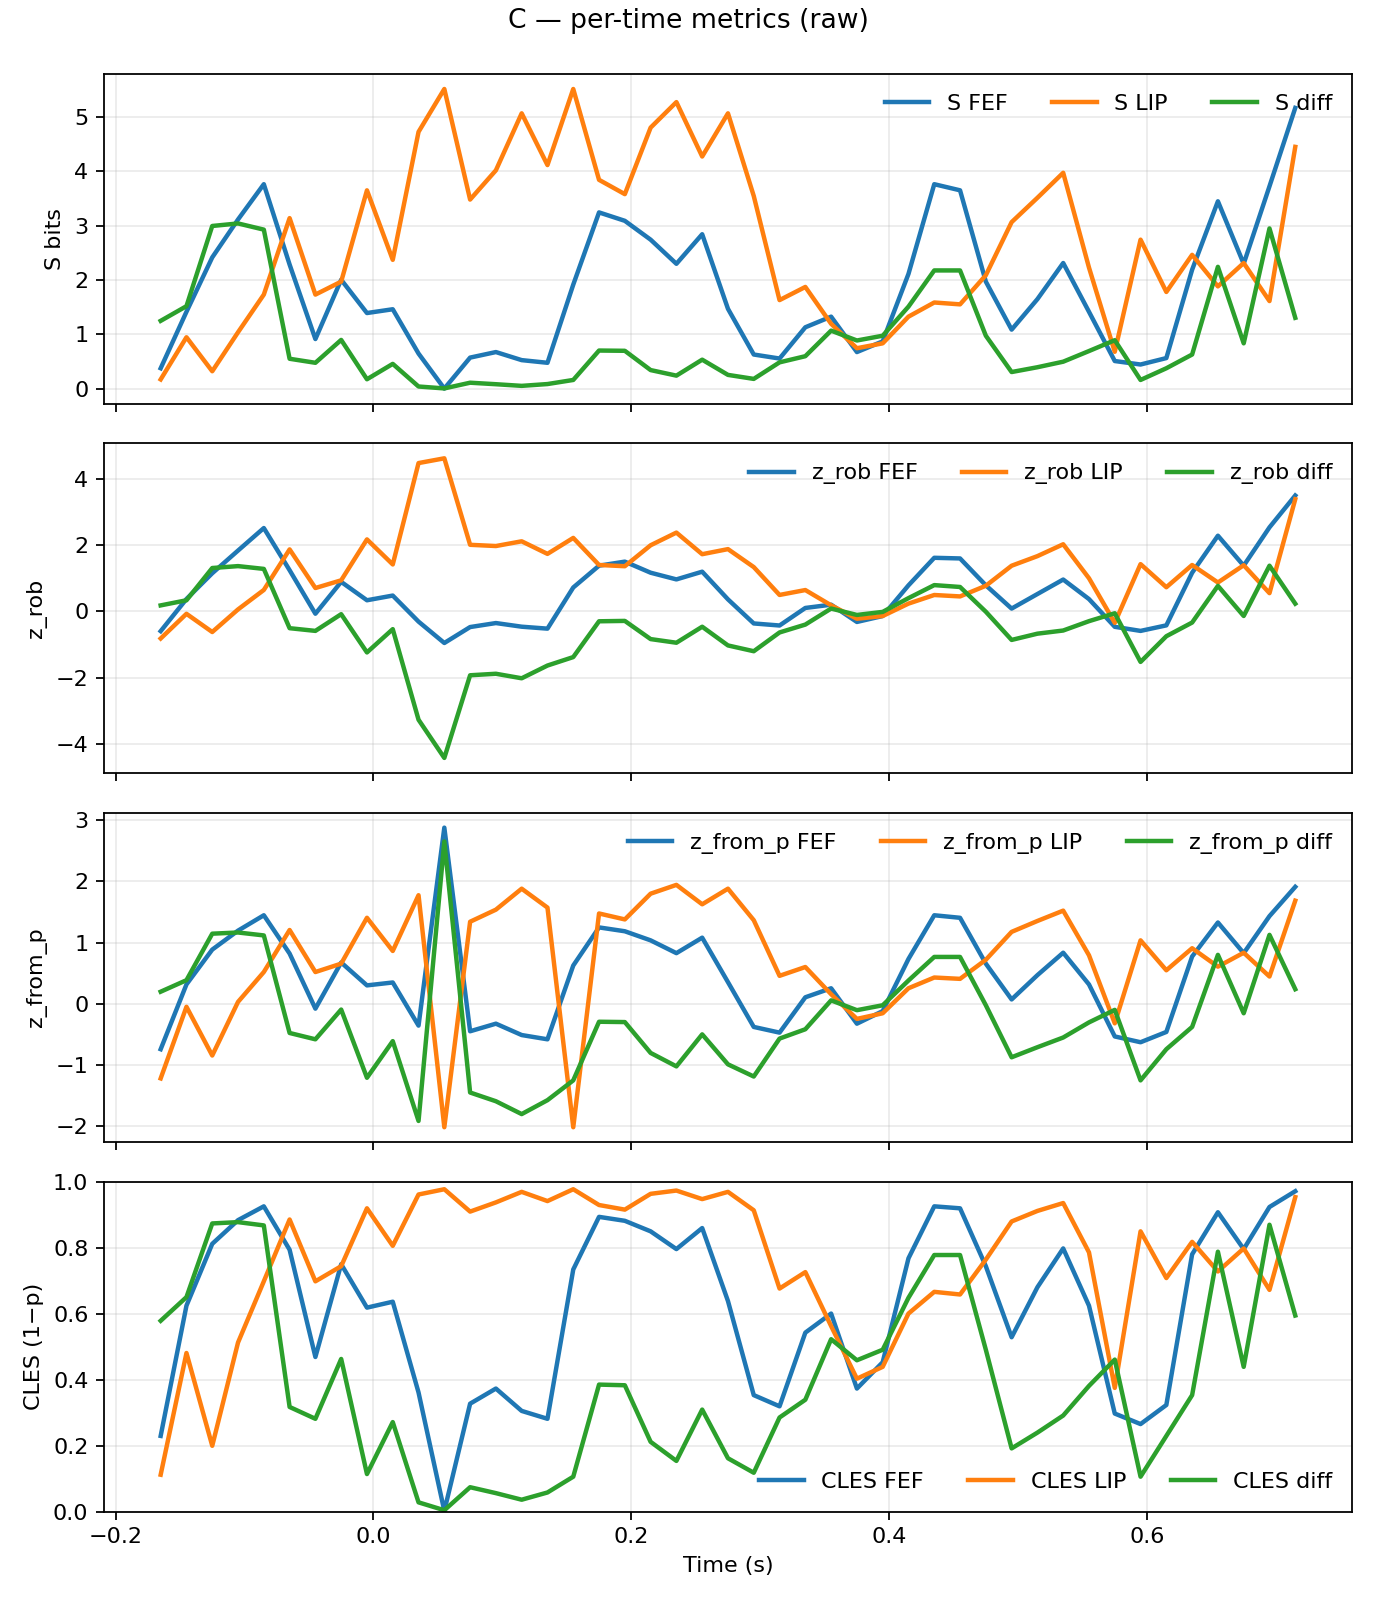 C — per-time metrics (raw)
S FEF S LIP S diff
5
4
3
2
1
0
S bits
z_rob FEF z_rob LIP z_rob diff
4
2
0
−2
−4
z_rob
z_from_p FEF z_from_p LIP z_from_p diff
3
2
1
0
−1
−2
z_from_p
1.0
0.8
0.6
0.4
0.2
0.0
CLES (1−p)
CLES FEF CLES LIP CLES diff
−0.2 0.0 0.2 0.4 0.6
Time (s)